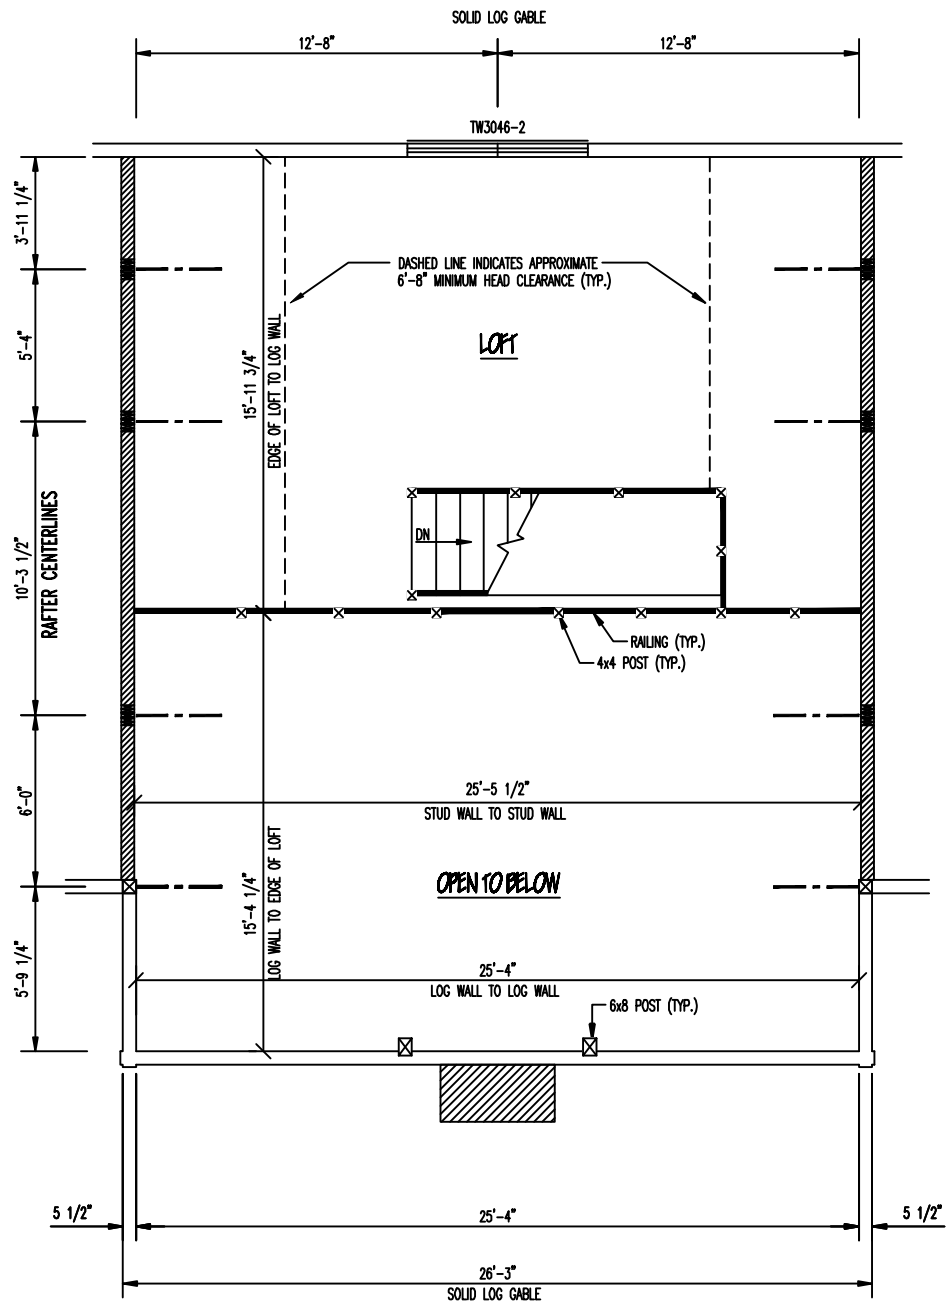 SOLID LOG GABLE
12'-8" 12'-8"
TW3046-2
3'-11 1/4"
DASHED LINE INDICATES APPROXIMATE
6'-8" MINIMUM HEAD CLEARANCE (TYP.)
5'-4"
LOFT
15'-11 3/4"
EDGE OF LOFT TO LOG WALL
10'-3 1/2"
RAFTER CENTERLINES
DN
RAILING (TYP.)
4x4 POST (TYP.)
6'-0"
25'-5 1/2"
STUD WALL TO STUD WALL
OPEN TO BELOW
15'-4 1/4"
LOG WALL TO EDGE OF LOFT
5'-9 1/4"
25'-4"
LOG WALL TO LOG WALL
6x8 POST (TYP.)
5 1/2" 25'-4" 5 1/2"
26'-3"
SOLID LOG GABLE